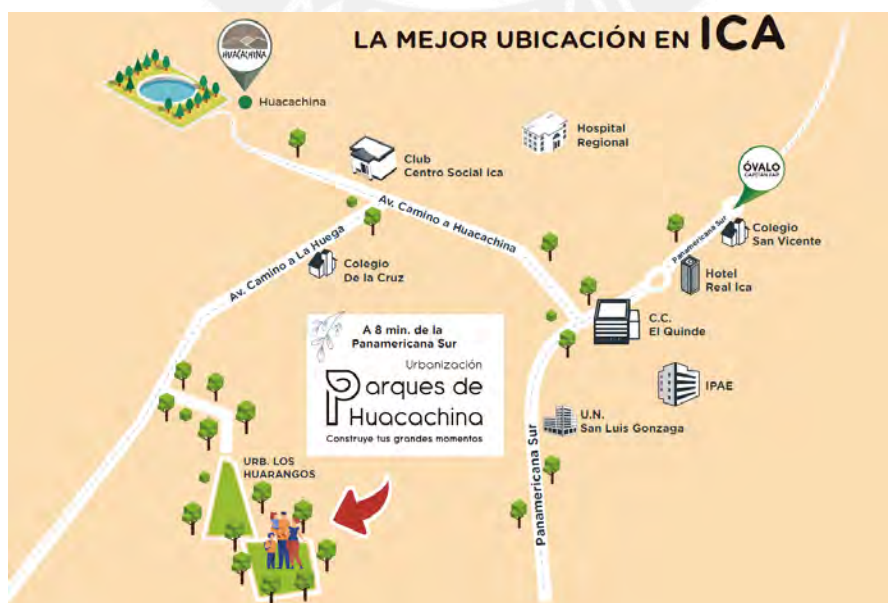 LA MEJOR UBICACIÓN EN ICA
HUACACHINA
Huacachina
Hospital
Regional
Club
Centro Social Ica
ÓVALO
Av. Camino a Huacachina
Panamericana Sur
Colegio
San Vicente
Av. Camino a La Huega
Colegio
De la Cruz
Hotel
Real Ica
C.C.
El Quinde
A 8 min. de la
Panamericana Sur
Urbanización
Parques de
Huacachina
Construye tus grandes momentos
IPAE
U.N.
San Luis Gonzaga
Panamericana Sur
URB. LOS
HUARANGOS